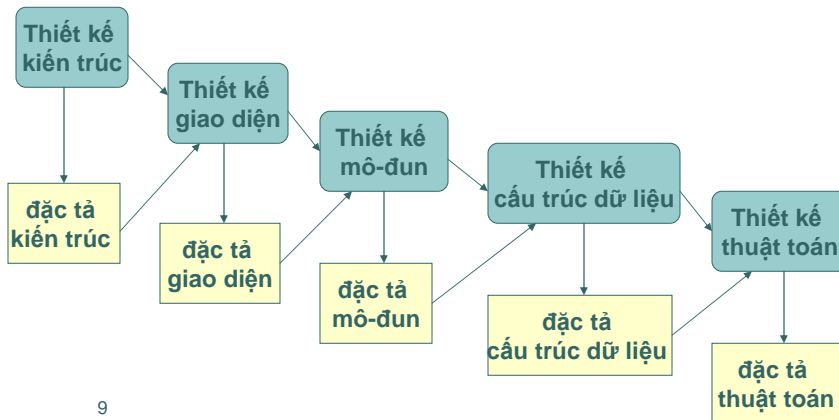 Thiết kế
kiến trúc
Thiết kế
giao diện
Thiết kế
mô-đun
Thiết kế
cấu trúc dữ liệu
Thiết kế
thuật toán
đặc tả
kiến trúc
đặc tả
giao diện
đặc tả
mô-đun
đặc tả
cấu trúc dữ liệu
đặc tả
thuật toán
9